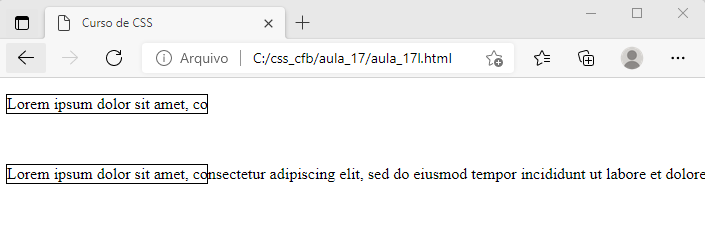 Curso de CSS
Arquivo C:/css_cfb/aula_17/aula_17l.html
Lorem ipsum dolor sit amet, co
Lorem ipsum dolor sit amet, consectetur adipiscing elit, sed do eiusmod tempor incididunt ut labore et dolore